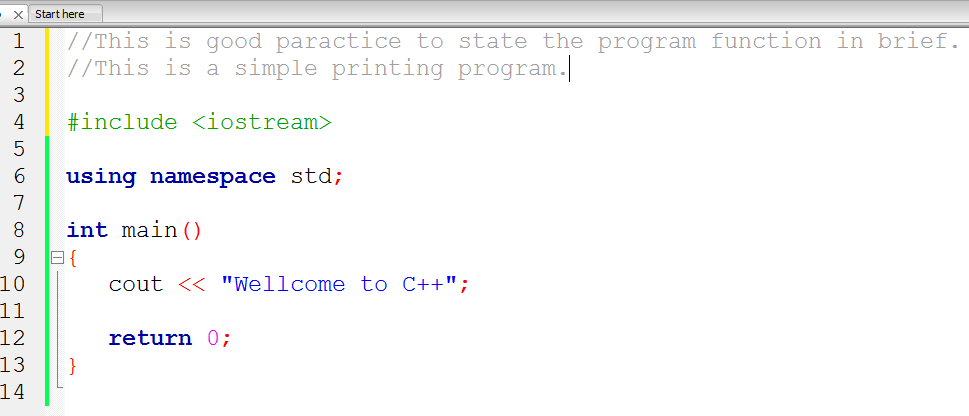 Start here
1 //This is good paractice to state the program function in brief.
2 //This is a simple printing program.
3
4 #include <iostream>
5
6 using namespace std;
7
8 int main()
9 {
10 cout << "Wellcome to C++";
11
12 return 0;
13 }
14